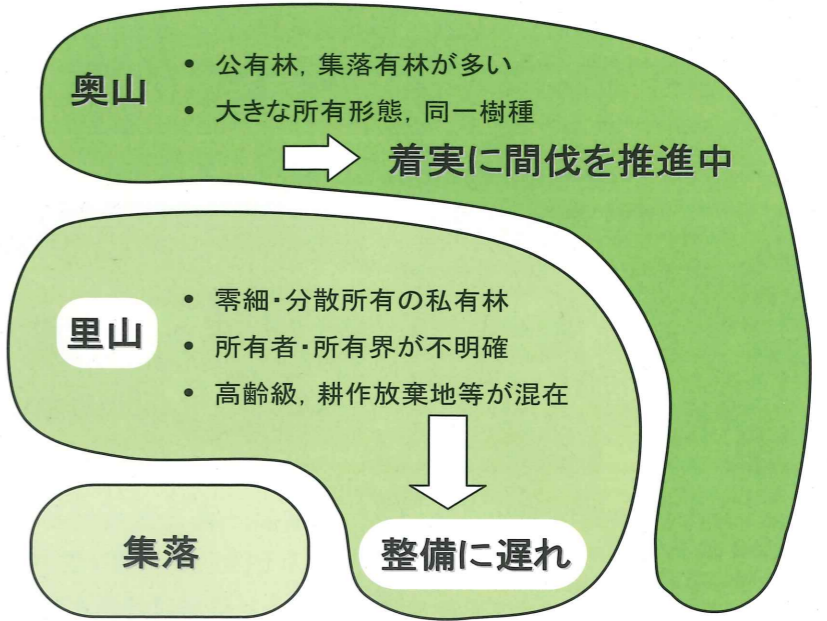 奥山
• 公有林，集落有林が多い
• 大きな所有形態，同一樹種
着実に間伐を推進中
里山
• 零細・分散所有の私有林
• 所有者・所有界が不明確
• 高齢級，耕作放棄地等が混在
集落
整備に遅れ